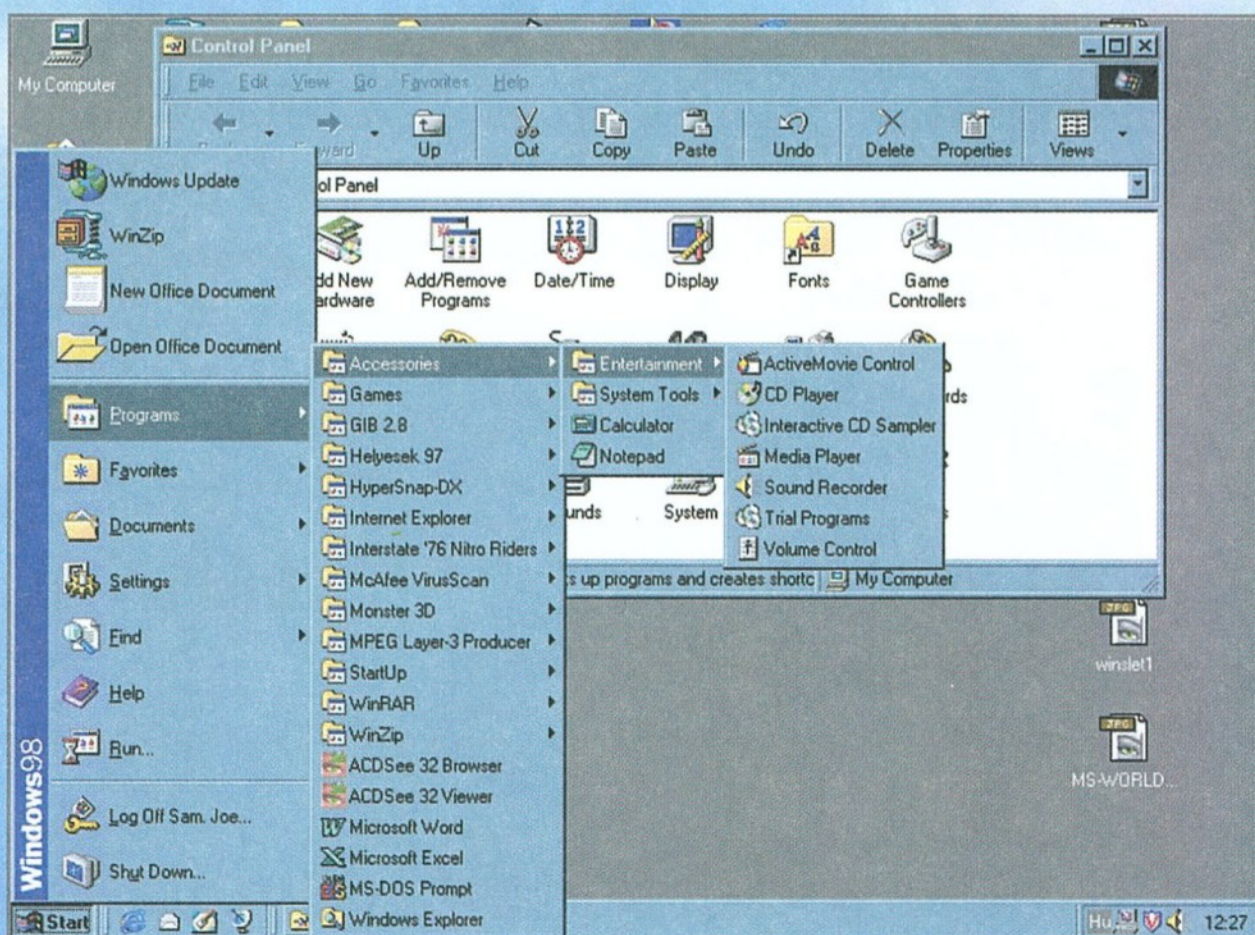 My Computer
Control Panel
File Edit View Go Favorites Help
Up Cut Copy Paste Undo Delete Properties Views
ol Panel
dd New
ardware
Add/Remove
Programs
Date/Time
Display
Fonts
Game
Controllers
rds
unds
System
s up programs and creates shortc
My Computer
Windows Update
WinZip
New Office Document
Open Office Document
Programs
Favorites
Documents
Settings
Find
Help
Run...
Log Off Sam. Joe...
Shut Down...
Windows98
Accessories
Games
GIB 2.8
Helyesek 97
HyperSnap-DX
Internet Explorer
Interstate '76 Nitro Riders
McAfee VirusScan
Monster 3D
MPEG Layer-3 Producer
StartUp
WinRAR
WinZip
ACDSee 32 Browser
ACDSee 32 Viewer
Microsoft Word
Microsoft Excel
MS-DOS Prompt
Windows Explorer
Entertainment
System Tools
Calculator
Notepad
ActiveMovie Control
CD Player
Interactive CD Sampler
Media Player
Sound Recorder
Trial Programs
Volume Control
JPG
winslet1
JPG
MS-WORLD...
Start
Hu
12:27